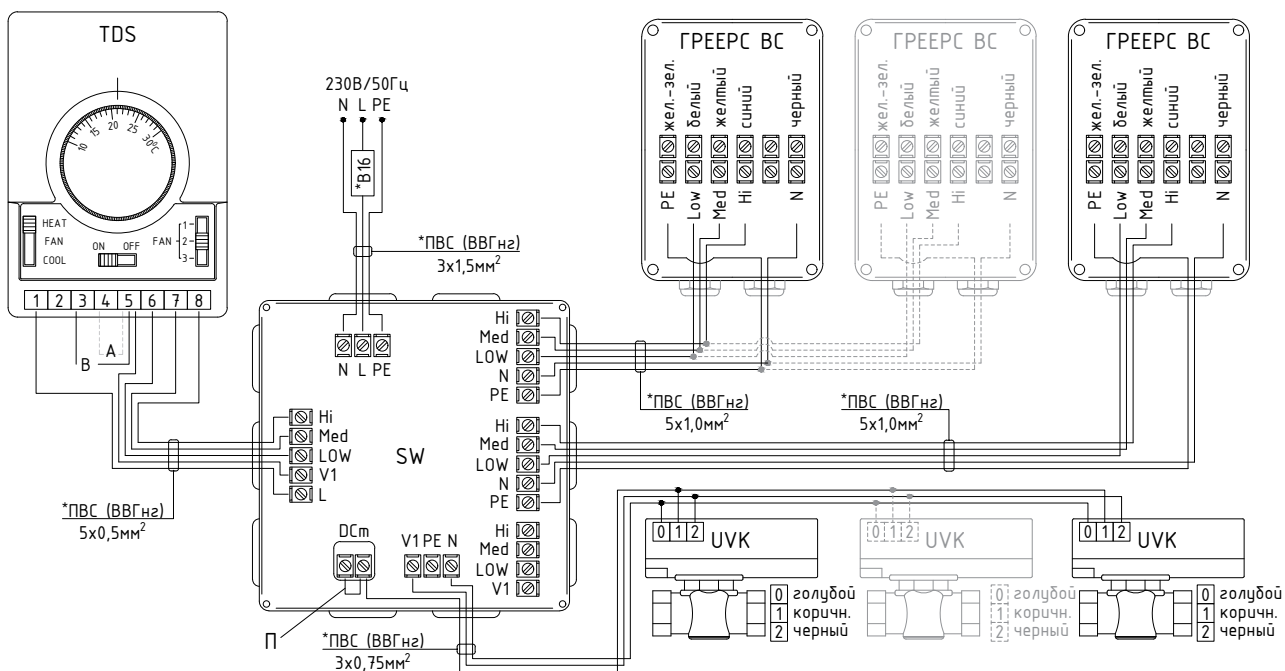 TDS
10 15 20 25 30°C
HEAT
FAN
COOL
ON OFF
FAN
1
2
3
1 2 3 4 5 6 7 8
A
B
230В/50Гц
N L PE
*B16
*ПВС (ВВГнг)
3х1,5мм²
N L PE
SW
Hi
Med
LOW
V1
L
*ПВС (ВВГнг)
5х0,5мм²
DCm
П
V1 PE N
*ПВС (ВВГнг)
3х0,75мм²
Hi
Med
LOW
N
PE
Hi
Med
LOW
N
PE
Hi
Med
LOW
V1
*ПВС (ВВГнг)
5х1,0мм²
*ПВС (ВВГнг)
5х1,0мм²
ГРЕЕРС ВС
жел.-зел.
белый
желтый
синий
черный
PE
Low
Med
Hi
N
ГРЕЕРС ВС
жел.-зел.
белый
желтый
синий
черный
PE
Low
Med
Hi
N
ГРЕЕРС ВС
жел.-зел.
белый
желтый
синий
черный
PE
Low
Med
Hi
N
0 1 2
UVK
0 голубой
1 коричн.
2 черный
0 1 2
UVK
0 голубой
1 коричн.
2 черный
0 1 2
UVK
0 голубой
1 коричн.
2 черный